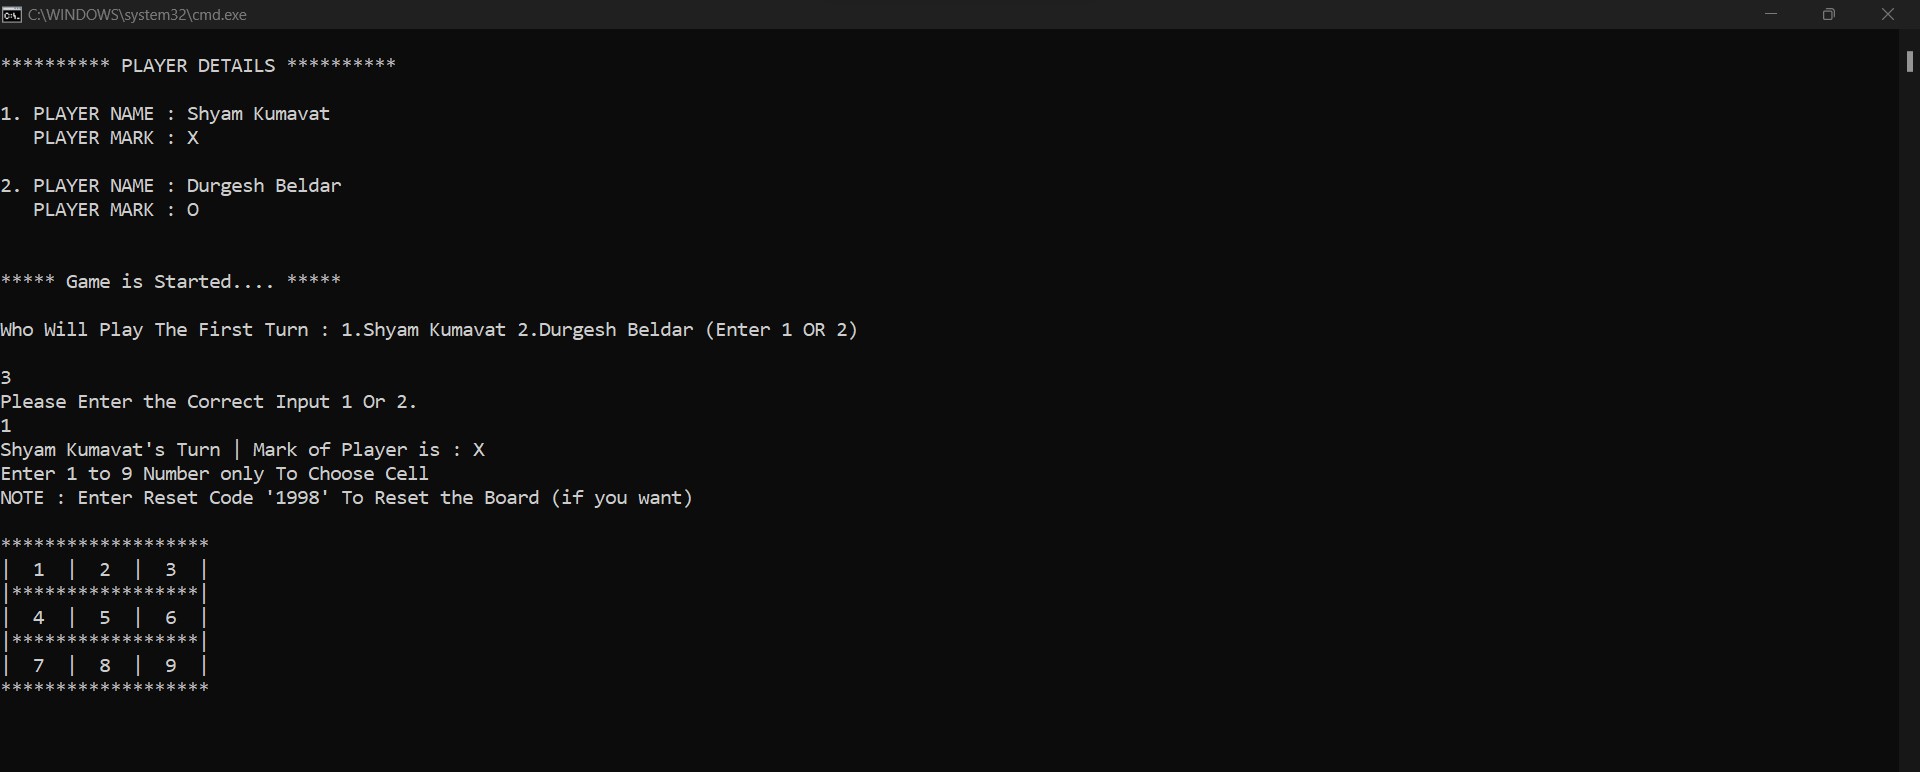 C:\WINDOWS\system32\cmd.exe
********** PLAYER DETAILS **********
1. PLAYER NAME : Shyam Kumavat
   PLAYER MARK : X
2. PLAYER NAME : Durgesh Beldar
   PLAYER MARK : O
***** Game is Started.... *****
Who Will Play The First Turn : 1.Shyam Kumavat 2.Durgesh Beldar (Enter 1 OR 2)
3
Please Enter the Correct Input 1 Or 2.
1
Shyam Kumavat's Turn | Mark of Player is : X
Enter 1 to 9 Number only To Choose Cell
NOTE : Enter Reset Code '1998' To Reset the Board (if you want)
*******************
|  1  |  2  |  3  |
|*****************|
|  4  |  5  |  6  |
|*****************|
|  7  |  8  |  9  |
*******************